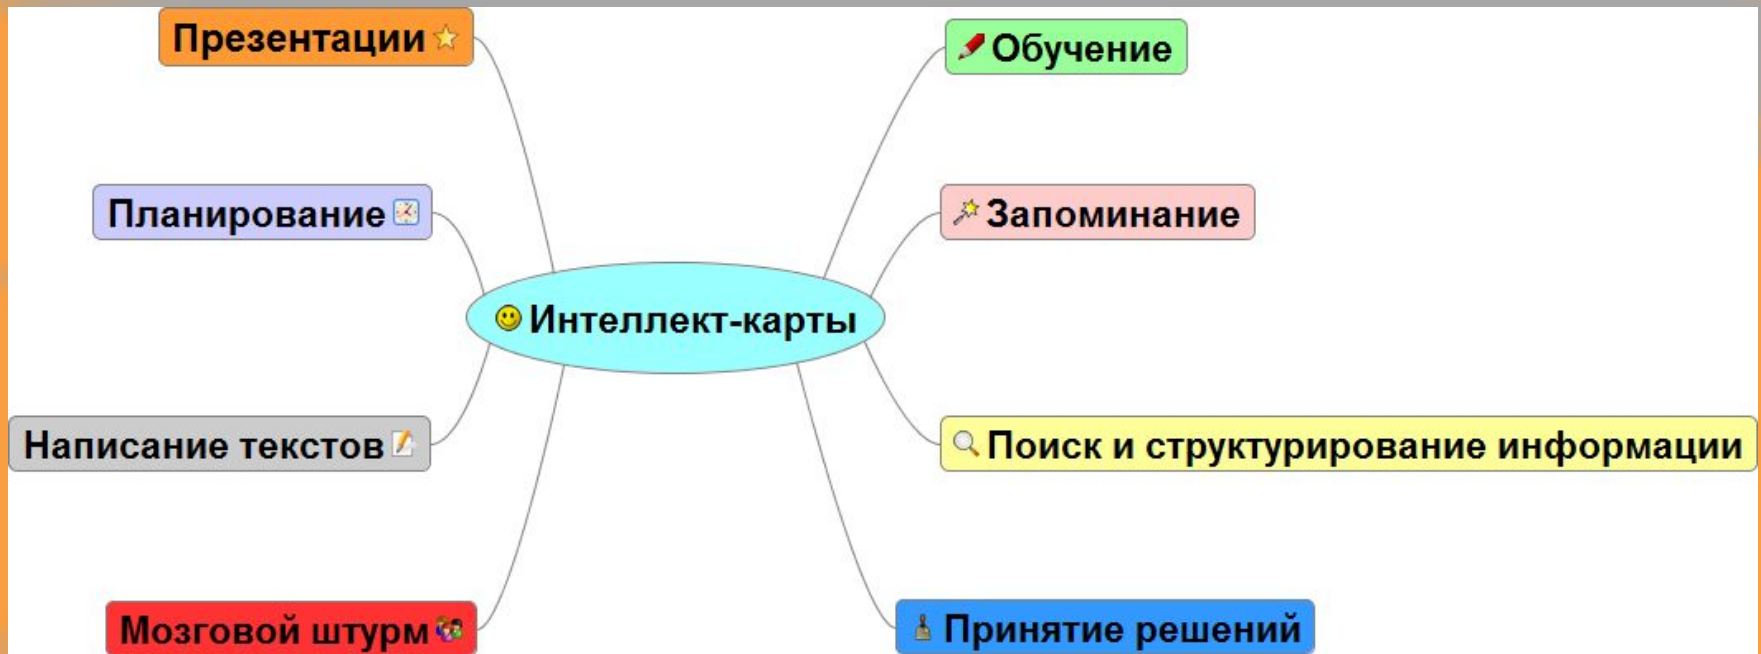 Презентации
Обучение
Планирование
Запоминание
Интеллект-карты
Написание текстов
Поиск и структурирование информации
Мозговой штурм
Принятие решений